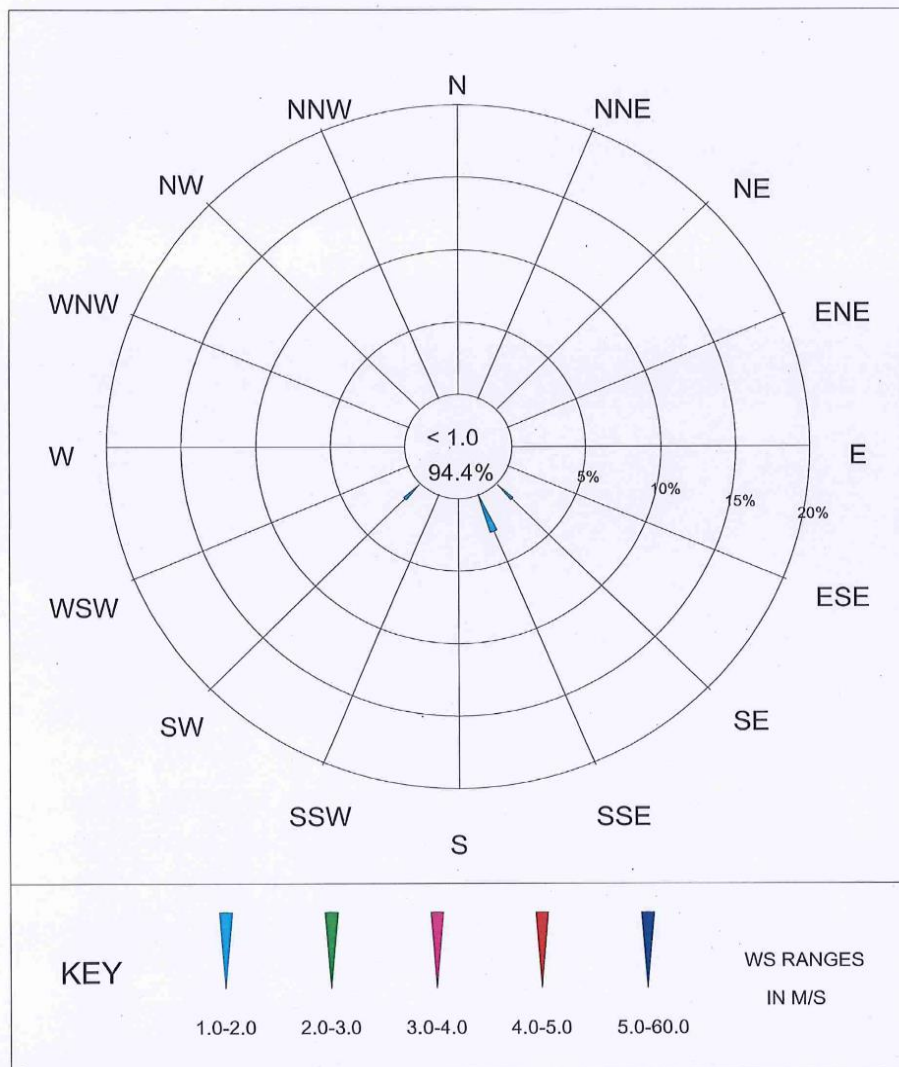 N
NNW NNE
NW NE
WNW ENE
< 1.0
94.4%
W E
5% 10% 15% 20%
WSW ESE
SW SE
SSW SSE
S
KEY
WS RANGES
IN M/S
1.0-2.0 2.0-3.0 3.0-4.0 4.0-5.0 5.0-60.0